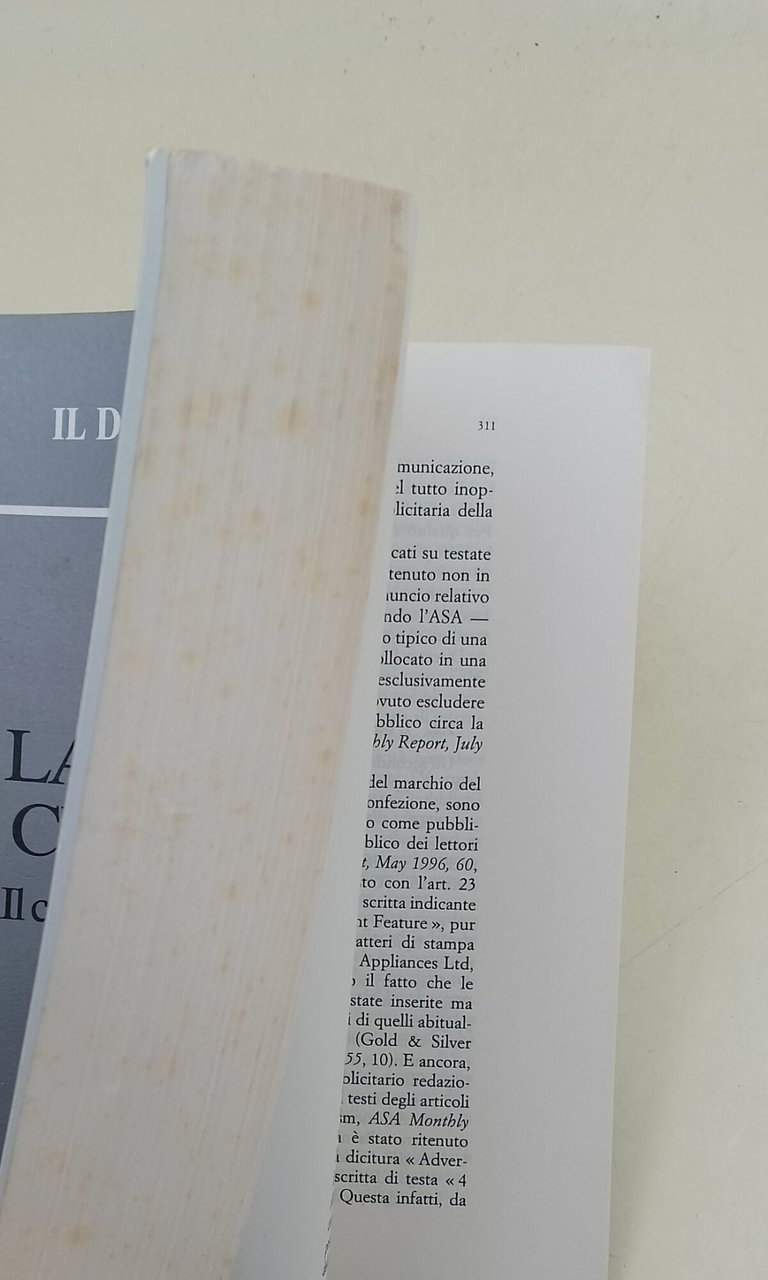 IL D
LA
C
Il c
311
municazione,
el tutto inop-
licitaria della
cati su testate
tenuto non in
nuncio relativo
ndo l'ASA —
o tipico di una
ollocato in una
esclusivamente
ovuto escludere
bblico circa la
hly Report, July
del marchio del
onfezione, sono
o come pubbli-
blico dei lettori
t, May 1996, 60,
to con l'art. 23
scritta indicante
nt Feature », pur
atteri di stampa
Appliances Ltd,
o il fatto che le
state inserite ma
i di quelli abitual-
(Gold & Silver
55, 10). E ancora,
blicitario redazio-
testi degli articoli
sm, ASA Monthly
è stato ritenuto
dicitura « Adver-
scritta di testa « 4
Questa infatti, da